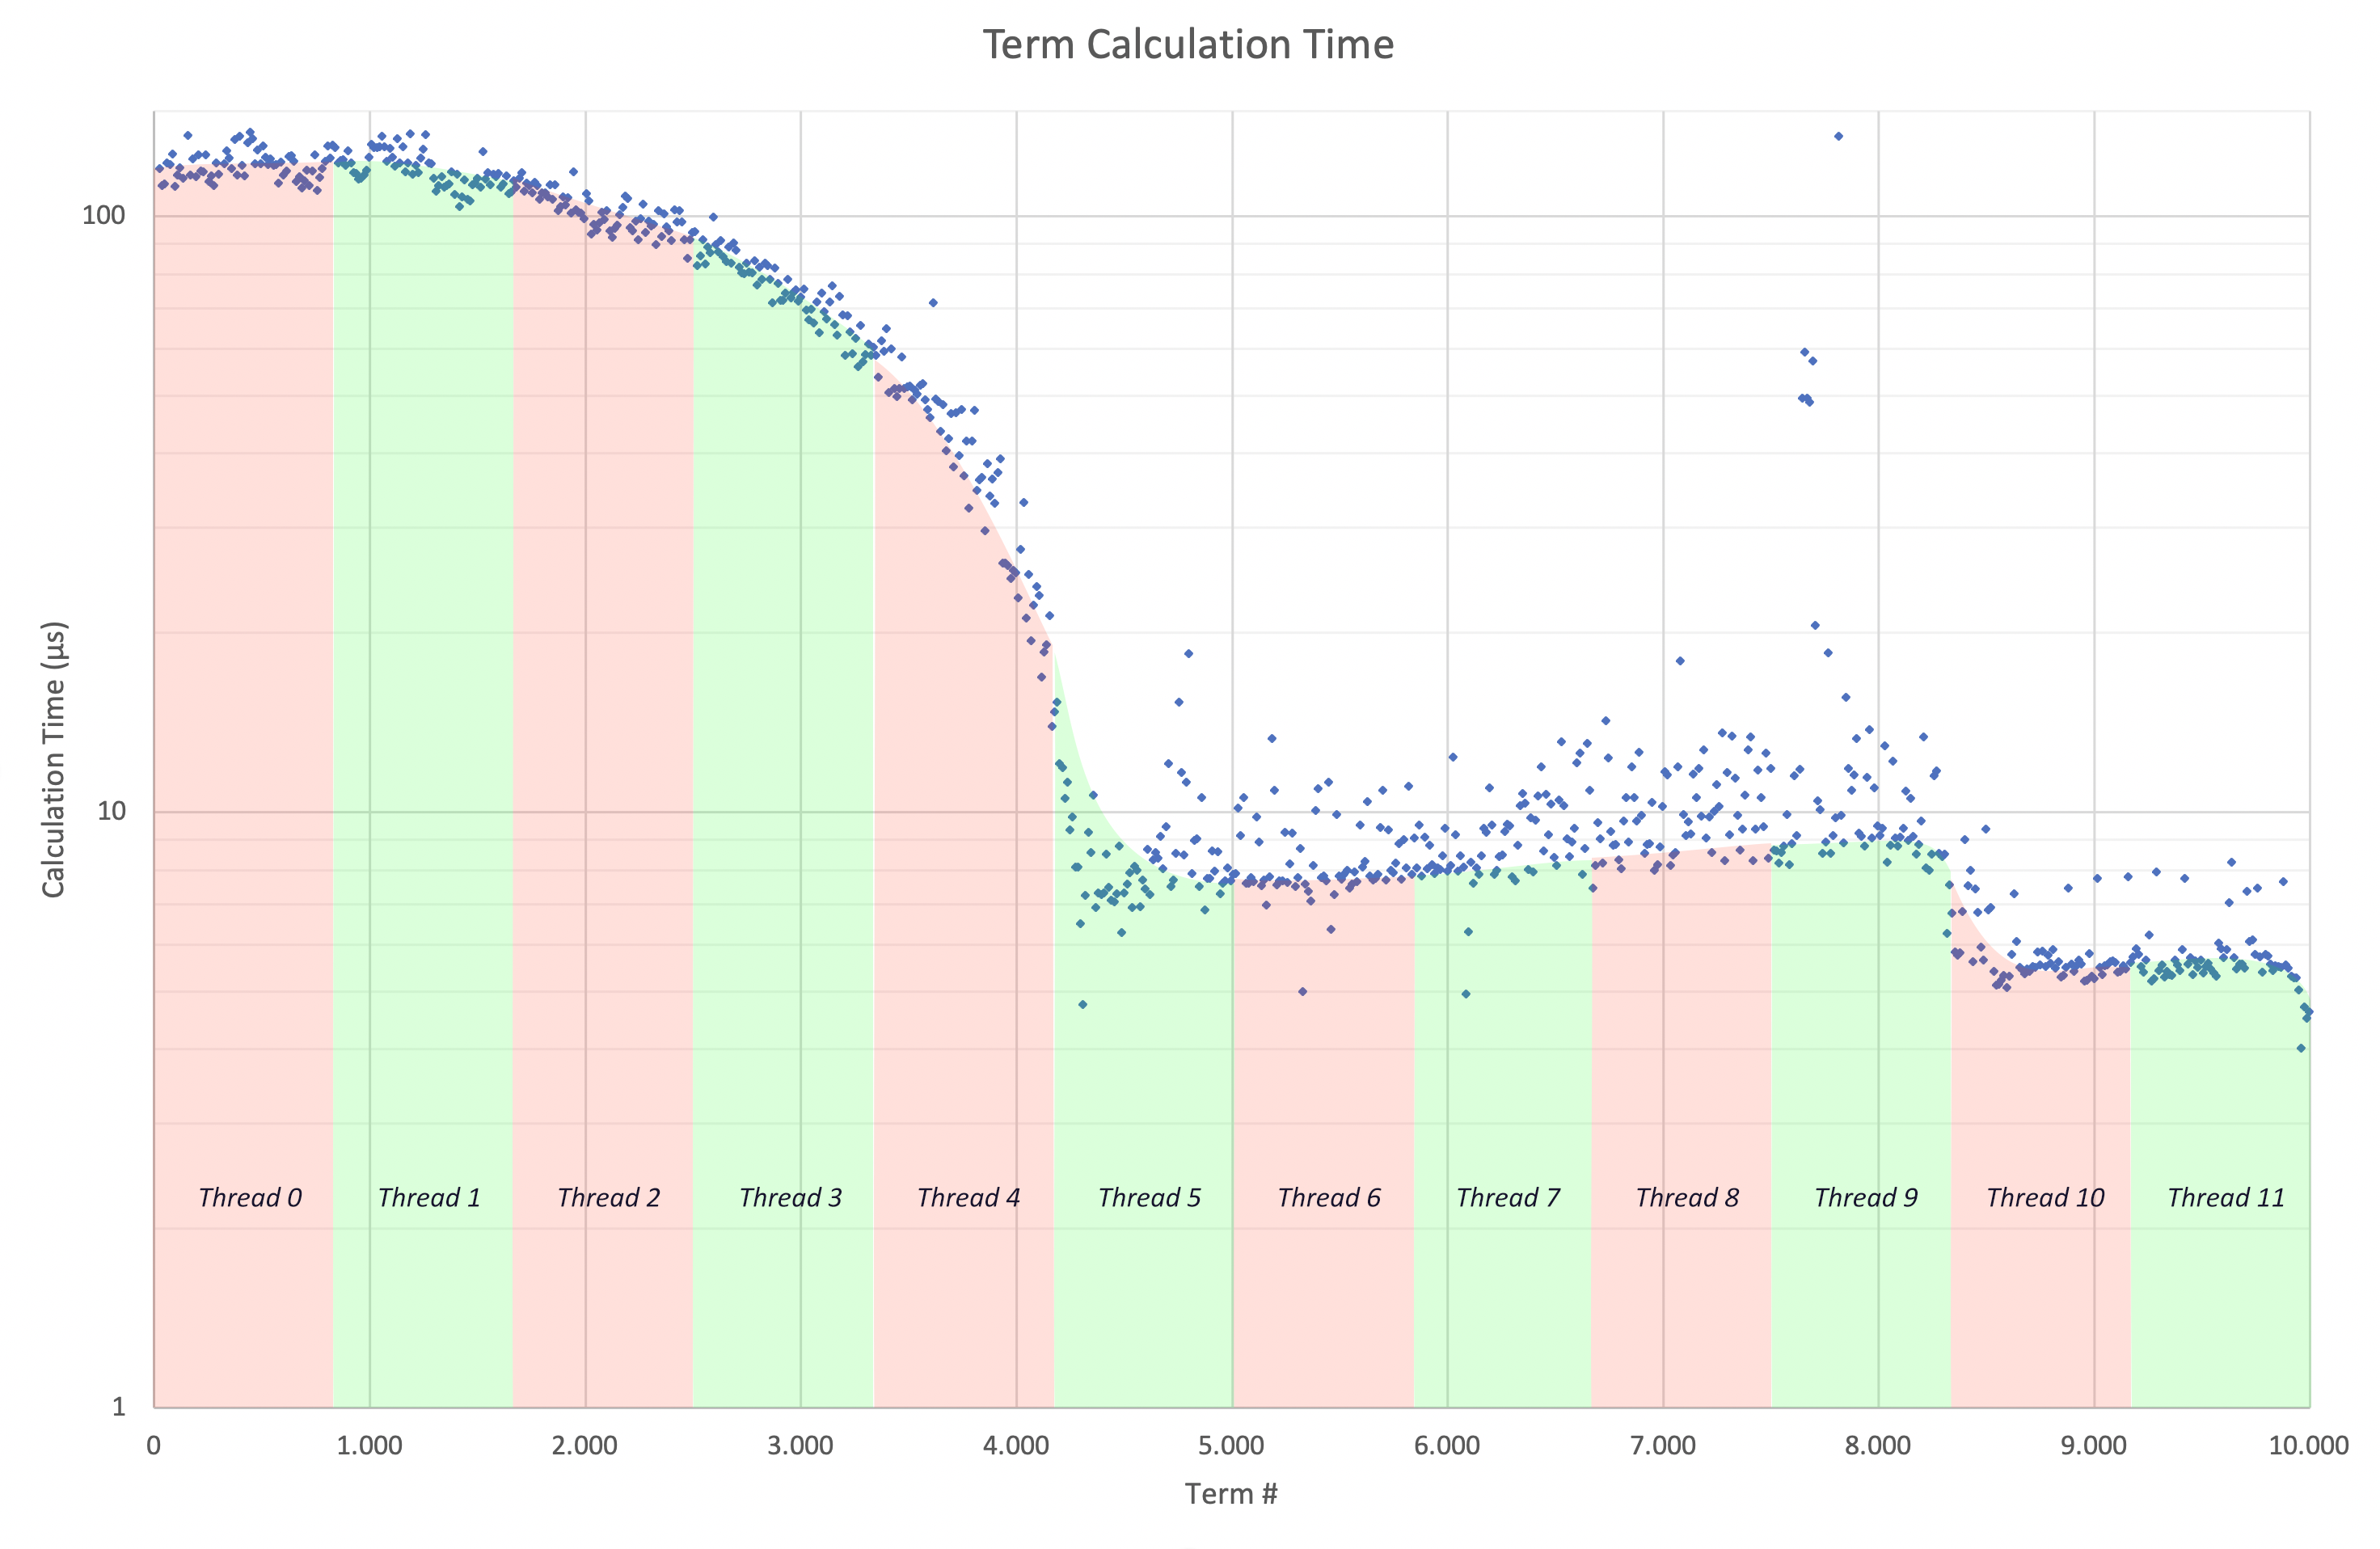 Term Calculation Time
Calculation Time (µs)
100
10
1
Thread 0
Thread 1
Thread 2
Thread 3
Thread 4
Thread 5
Thread 6
Thread 7
Thread 8
Thread 9
Thread 10
Thread 11
0
1.000
2.000
3.000
4.000
5.000
6.000
7.000
8.000
9.000
10.000
Term #